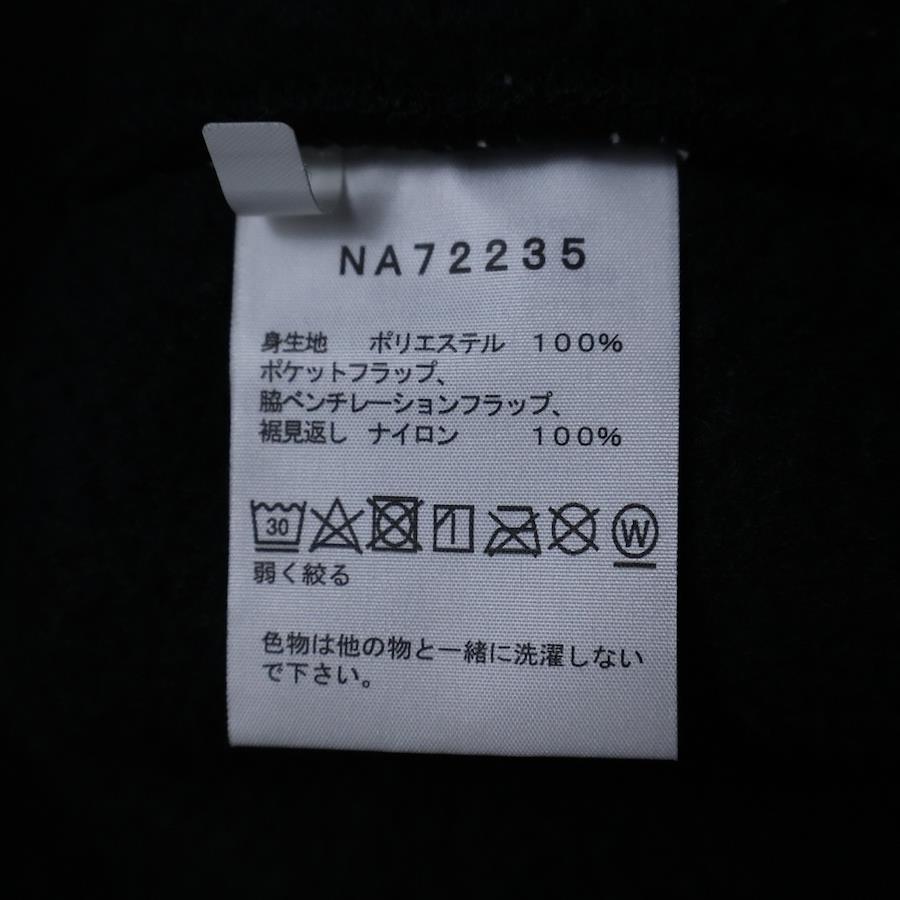 NA72235
身生地 ポリエステル 100%
ポケットフラップ、
脇ベンチレーションフラップ、
裾見返し ナイロン 100%
30 W
弱く絞る
色物は他の物と一緒に洗濯しない
で下さい。